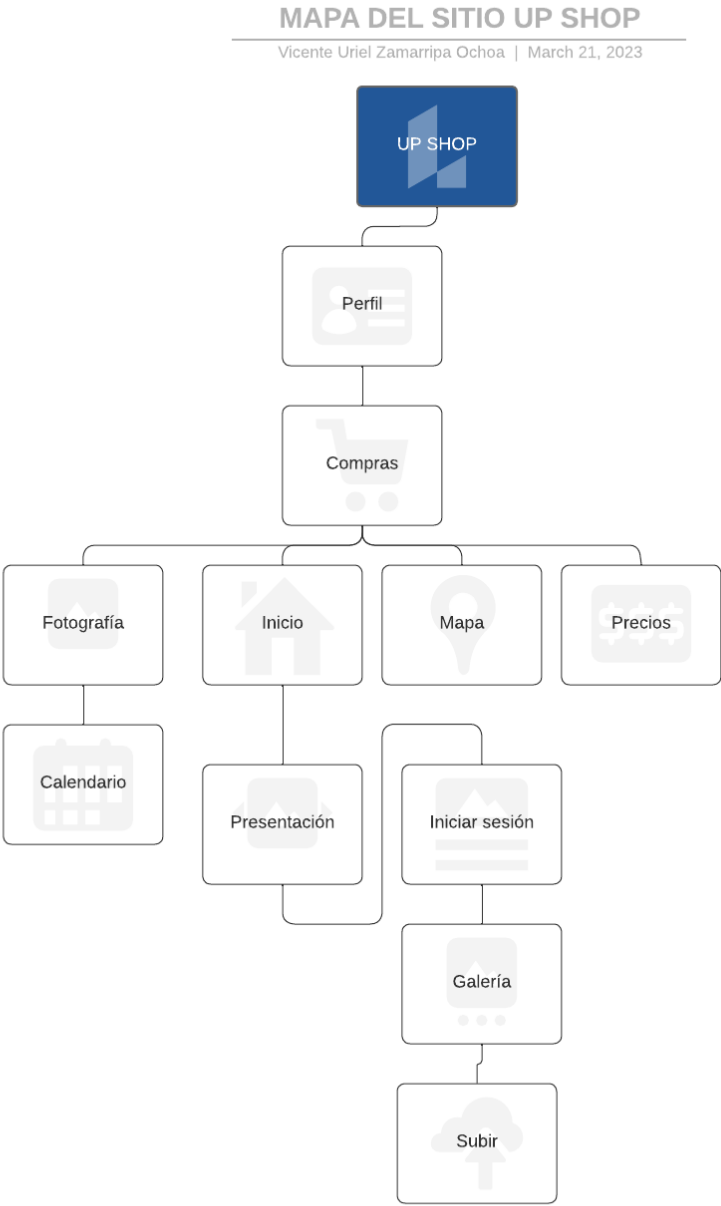 MAPA DEL SITIO UP SHOP
Vicente Uriel Zamarripa Ochoa | March 21, 2023
UP SHOP
Perfil
Compras
Fotografía
Inicio
Mapa
Precios
$$$
Calendario
Presentación
Iniciar sesión
Galería
Subir